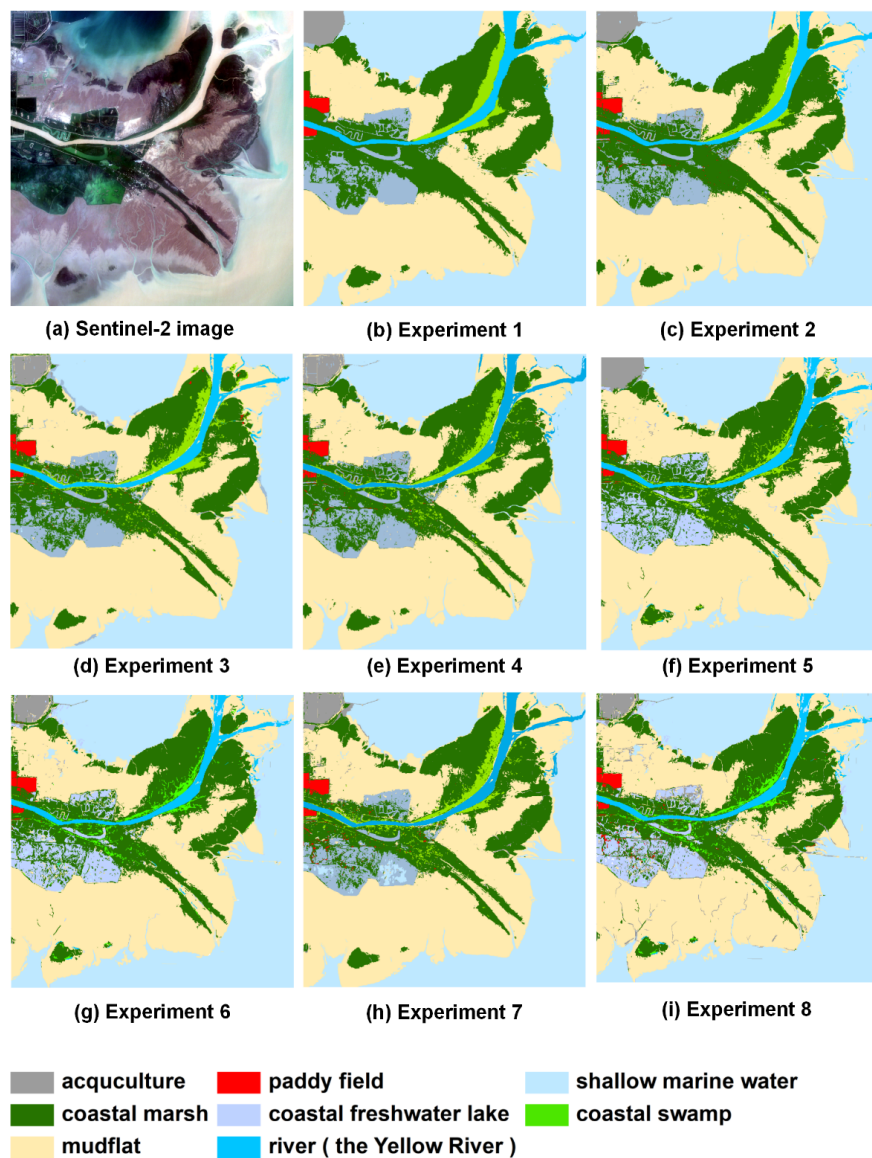 (a) Sentinel-2 image
(b) Experiment 1
(c) Experiment 2
(d) Experiment 3
(e) Experiment 4
(f) Experiment 5
(g) Experiment 6
(h) Experiment 7
(i) Experiment 8
acquculture
paddy field
shallow marine water
coastal marsh
coastal freshwater lake
coastal swamp
mudflat
river ( the Yellow River )